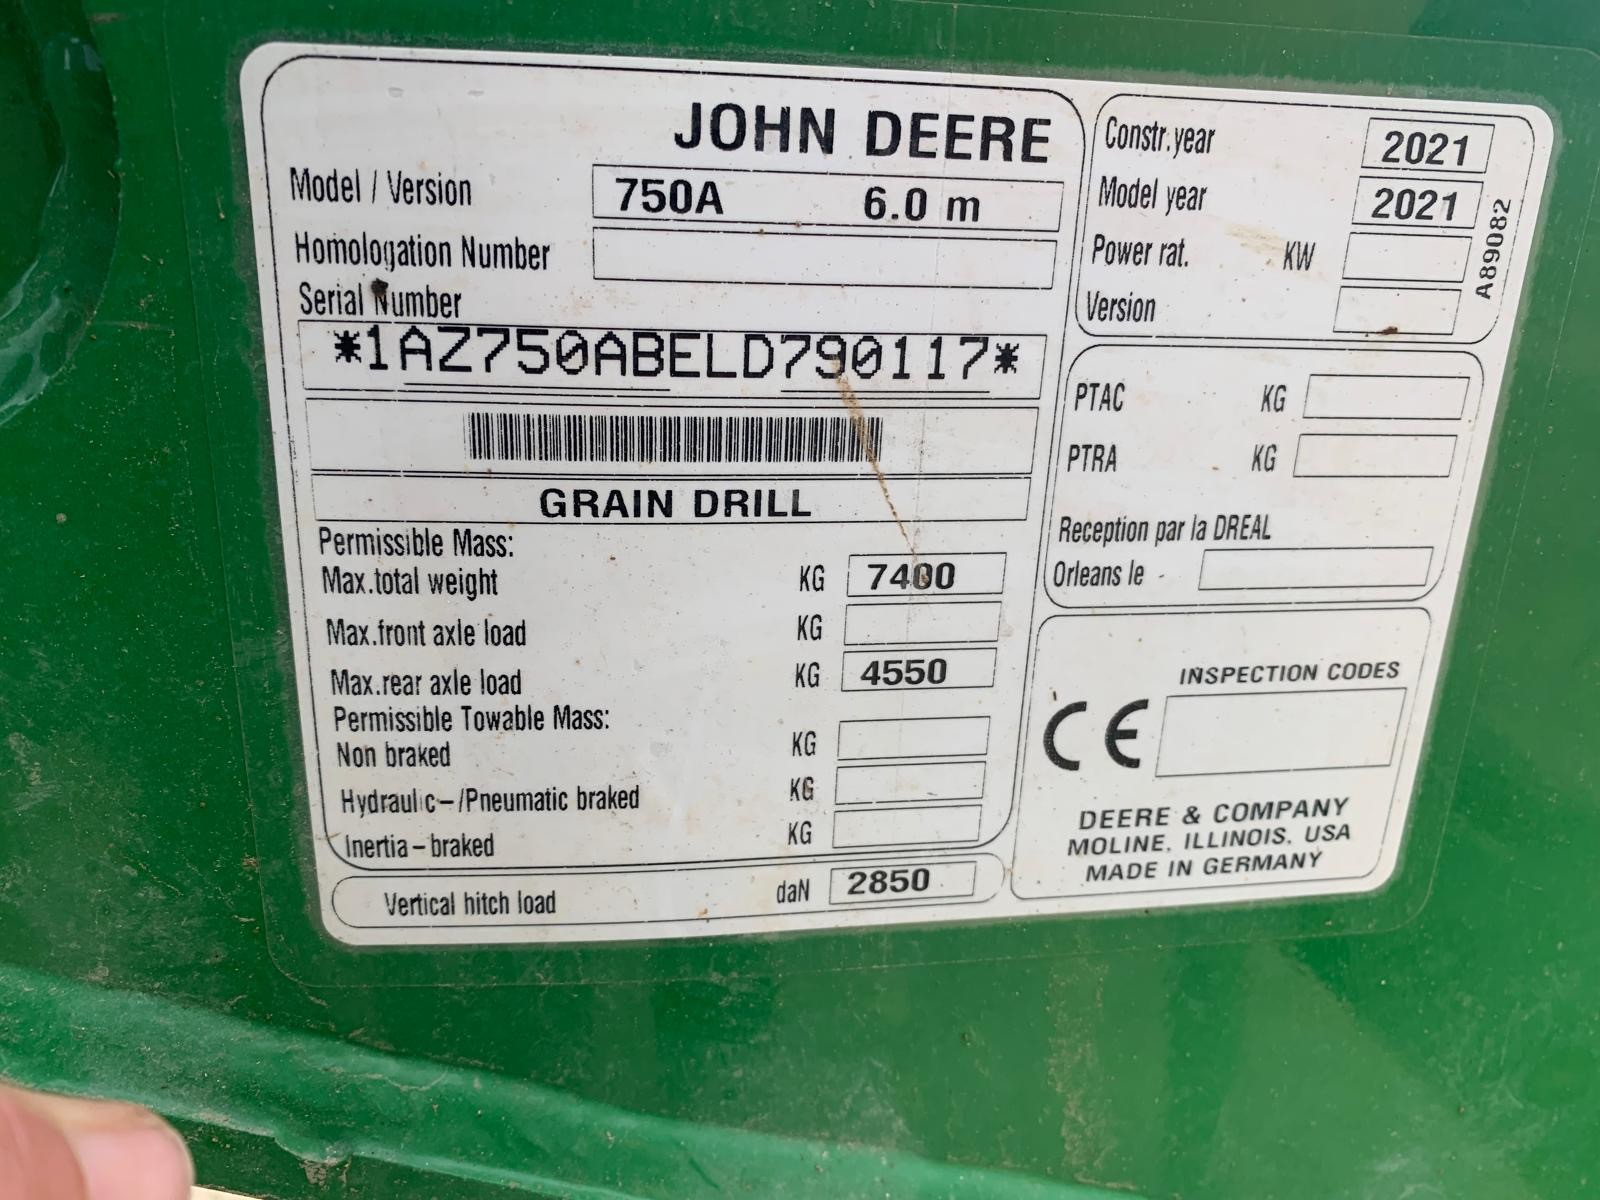 JOHN DEERE
Model / Version 750A 6.0 m
Homologation Number
Serial Number
*1AZ750ABELD790117*
GRAIN DRILL
Permissible Mass:
Max.total weight KG 7400
Max.front axle load KG
Max.rear axle load KG 4550
Permissible Towable Mass:
Non braked KG
Hydraulic-/Pneumatic braked KG
Inertia-braked KG
Vertical hitch load daN 2850
Constr.year 2021
Model year 2021
Power rat. KW
Version
A89082
PTAC KG
PTRA KG
Reception par la DREAL
Orleans le -
INSPECTION CODES
CE
DEERE & COMPANY
MOLINE, ILLINOIS, USA
MADE IN GERMANY